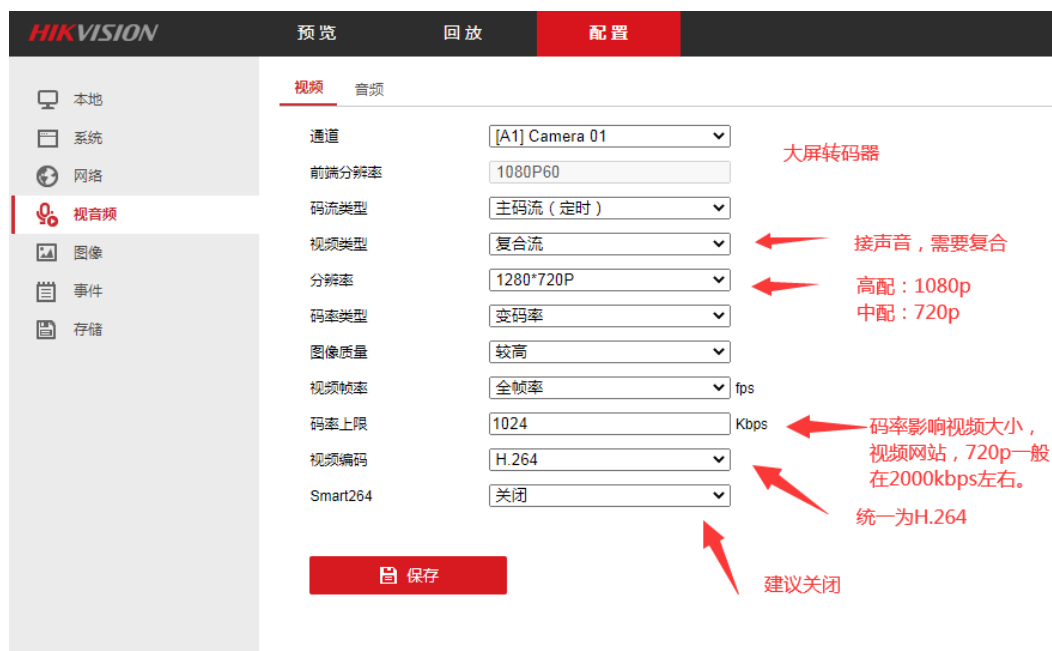 HIKVISION
预览 回放 配置
本地
系统
网络
视音频
图像
事件
存储
视频 音频
通道 [A1] Camera 01
前端分辨率 1080P60
码流类型 主码流（定时）
视频类型 复合流
分辨率 1280*720P
码率类型 变码率
图像质量 较高
视频帧率 全帧率 fps
码率上限 1024 Kbps
视频编码 H.264
Smart264 关闭
保存
大屏转码器
接声音，需要复合
高配：1080p
中配：720p
码率影响视频大小，
视频网站，720p一般
在2000kbps左右。
统一为H.264
建议关闭